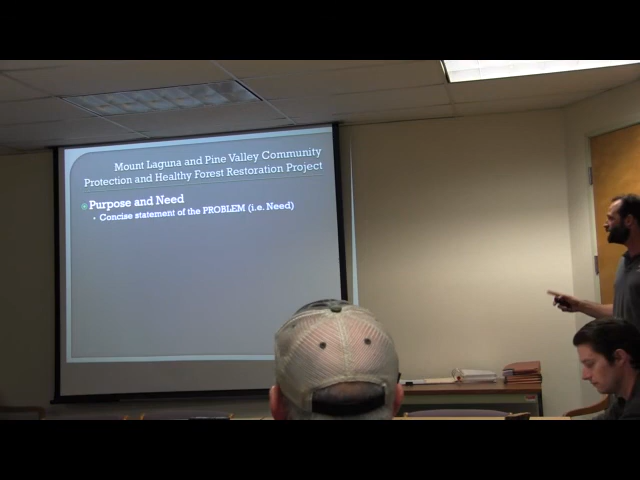 Mount Laguna and Pine Valley Community
Protection and Healthy Forest Restoration Project
Purpose and Need
• Concise statement of the PROBLEM (i.e. Need)